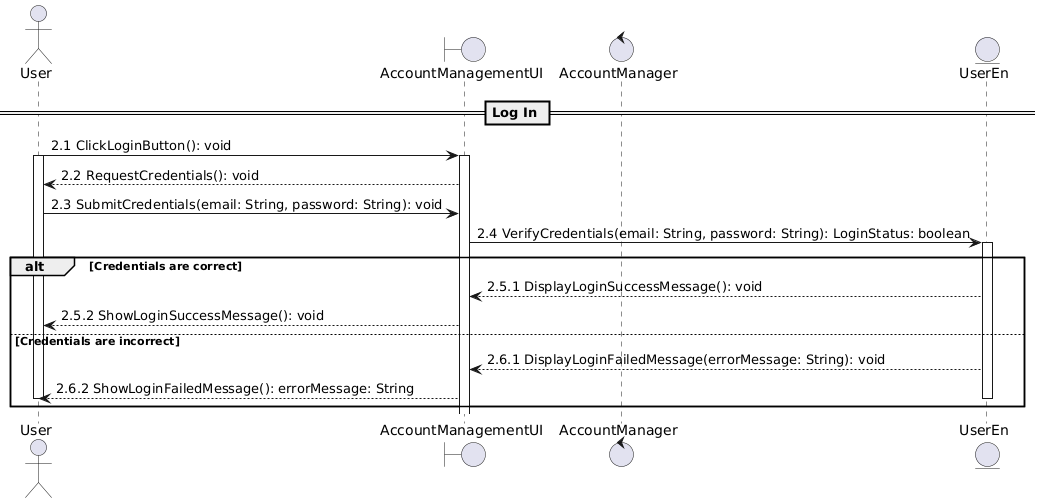 User
AccountManagementUI
AccountManager
UserEn
Log In
2.1 ClickLoginButton(): void
2.2 RequestCredentials(): void
2.3 SubmitCredentials(email: String, password: String): void
2.4 VerifyCredentials(email: String, password: String): LoginStatus: boolean
alt [Credentials are correct]
2.5.1 DisplayLoginSuccessMessage(): void
2.5.2 ShowLoginSuccessMessage(): void
[Credentials are incorrect]
2.6.1 DisplayLoginFailedMessage(errorMessage: String): void
2.6.2 ShowLoginFailedMessage(): errorMessage: String
User
AccountManagementUI
AccountManager
UserEn